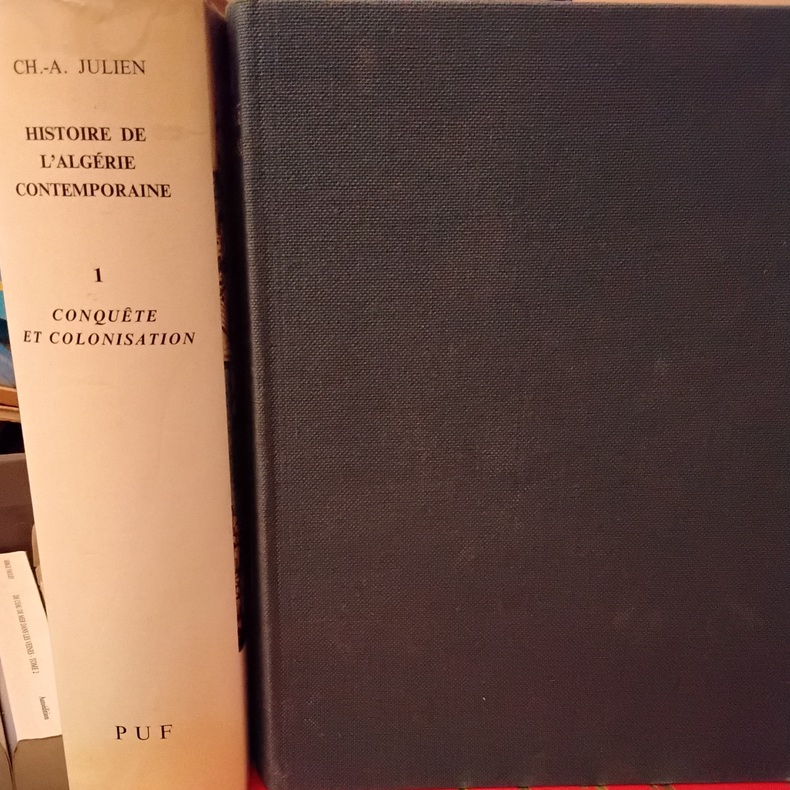 CH.-A. JULIEN
HISTOIRE DE
L'ALGÉRIE
CONTEMPORAINE
1
CONQUÊTE
ET COLONISATION
PUF